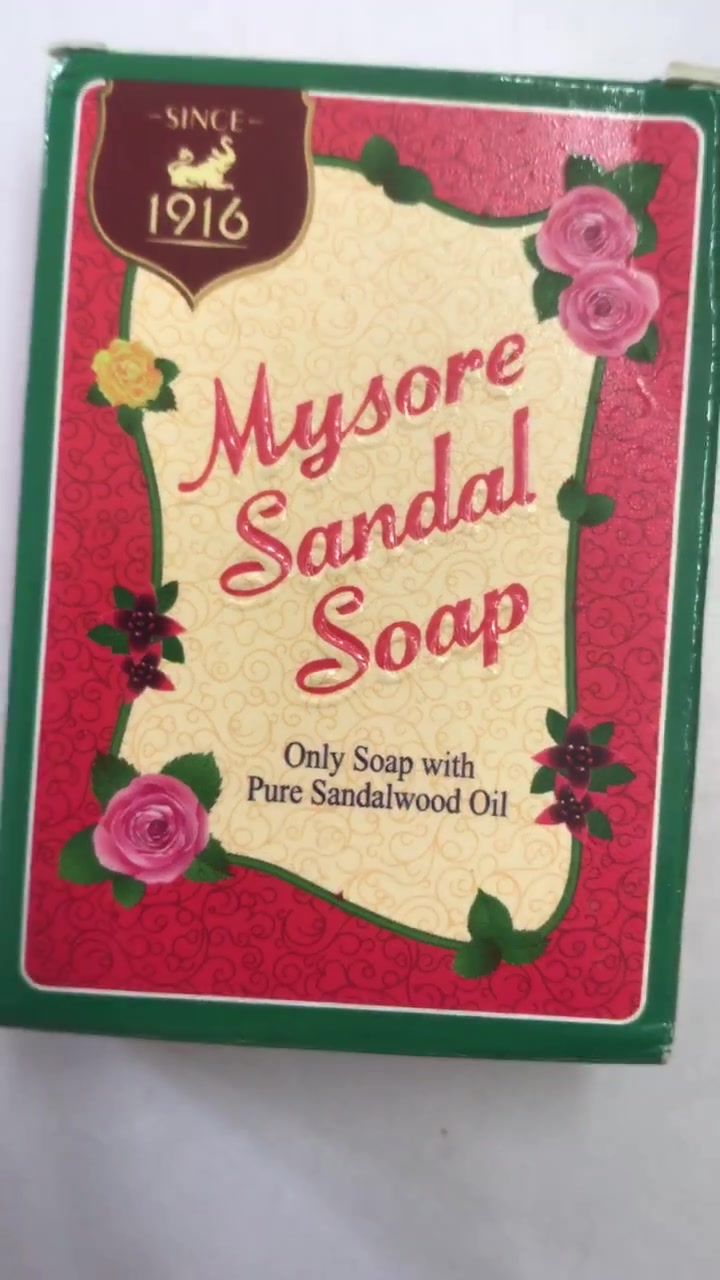 -SINCE-
1916
Mysore
Sandal
Soap
Only Soap with
Pure Sandalwood Oil